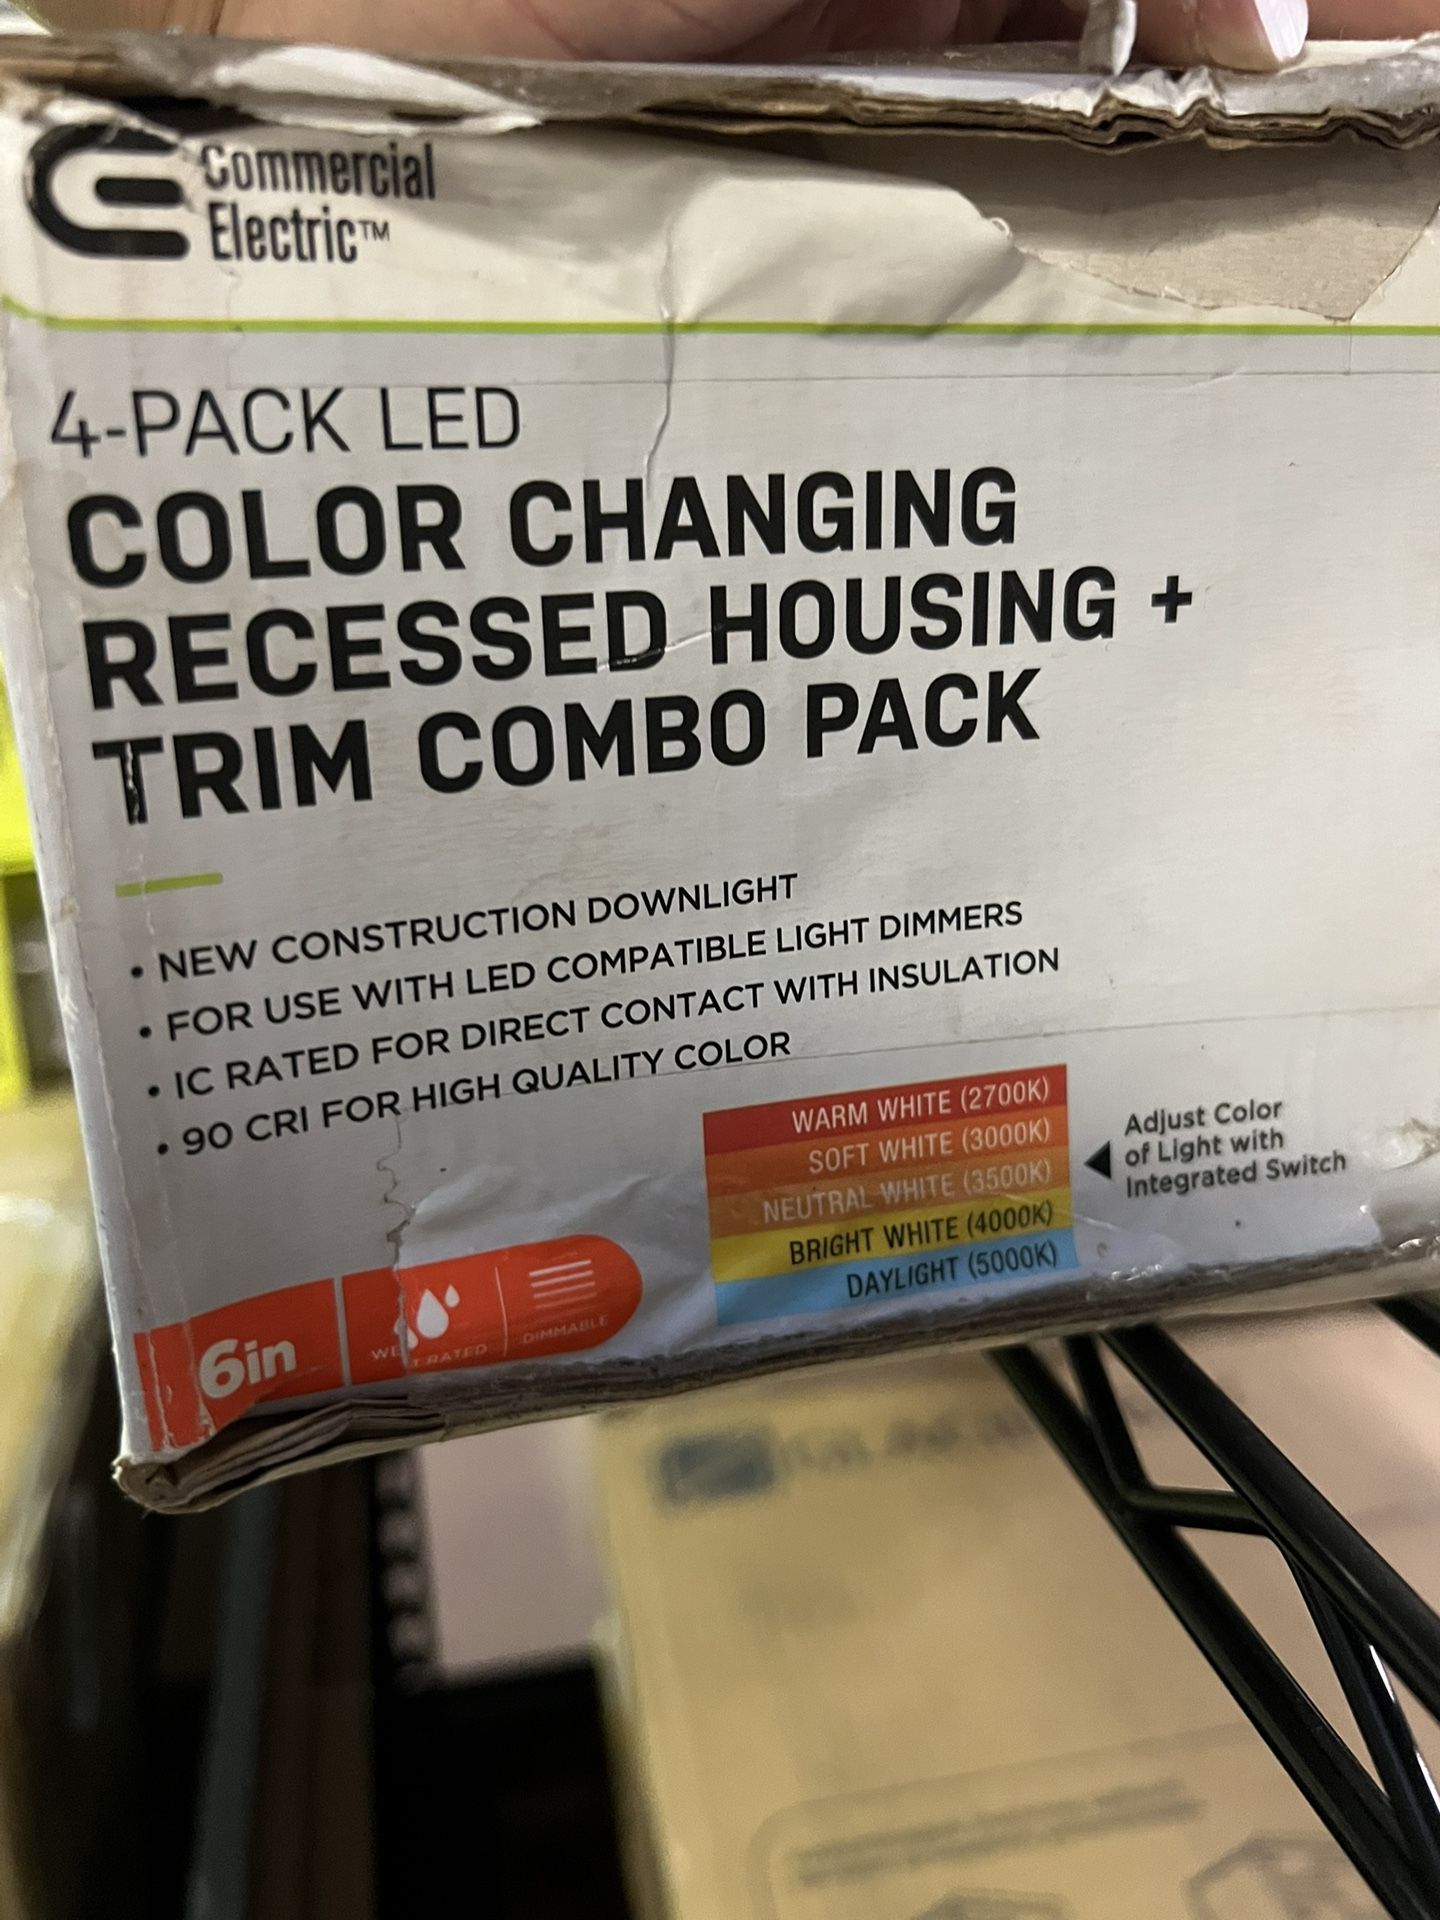 Commercial
Electric™
4-PACK LED
COLOR CHANGING
RECESSED HOUSING +
TRIM COMBO PACK
• NEW CONSTRUCTION DOWNLIGHT
• FOR USE WITH LED COMPATIBLE LIGHT DIMMERS
• IC RATED FOR DIRECT CONTACT WITH INSULATION
• 90 CRI FOR HIGH QUALITY COLOR
WARM WHITE (2700K)
SOFT WHITE (3000K)
NEUTRAL WHITE (3500K)
BRIGHT WHITE (4000K)
DAYLIGHT (5000K)
Adjust Color
of Light with
Integrated Switch
6in
WET RATED
DIMMABLE